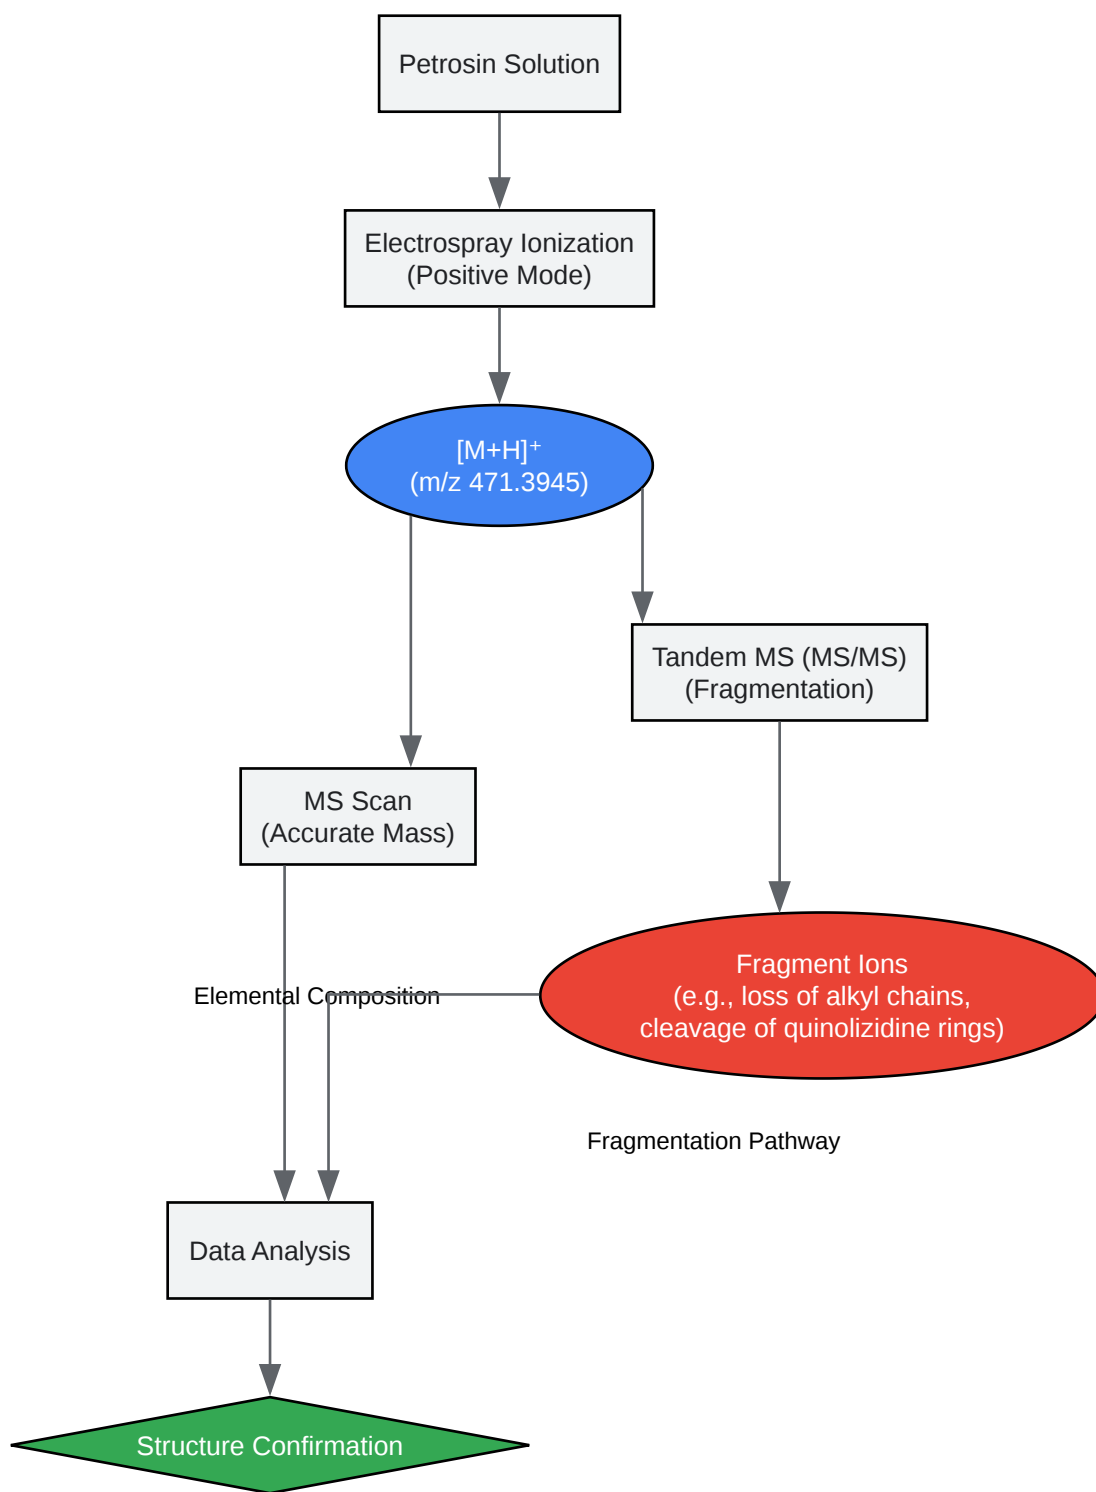 Petrosin Solution
Electrospray Ionization
(Positive Mode)
[M+H]⁺
(m/z 471.3945)
Tandem MS (MS/MS)
(Fragmentation)
MS Scan
(Accurate Mass)
Fragment Ions
(e.g., loss of alkyl chains,
cleavage of quinolizidine rings)
Elemental Composition
Fragmentation Pathway
Data Analysis
Structure Confirmation